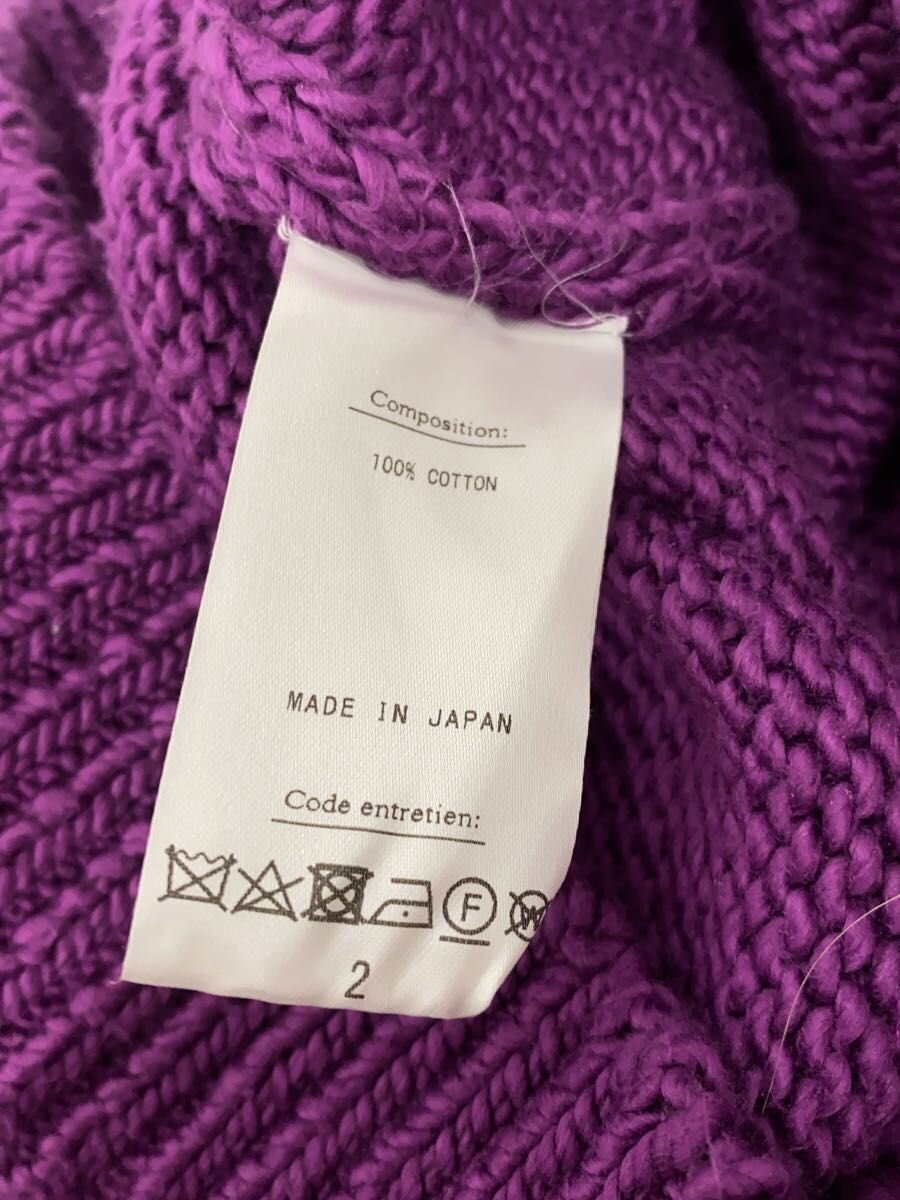 Composition:
100% COTTON
MADE IN JAPAN
Code entretien:
F W
2